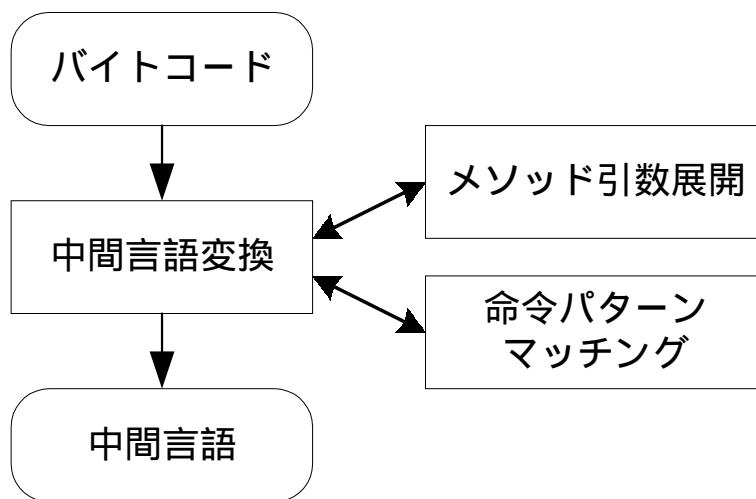 バイトコード
メソッド引数展開
中間言語変換
命令パターン
マッチング
中間言語